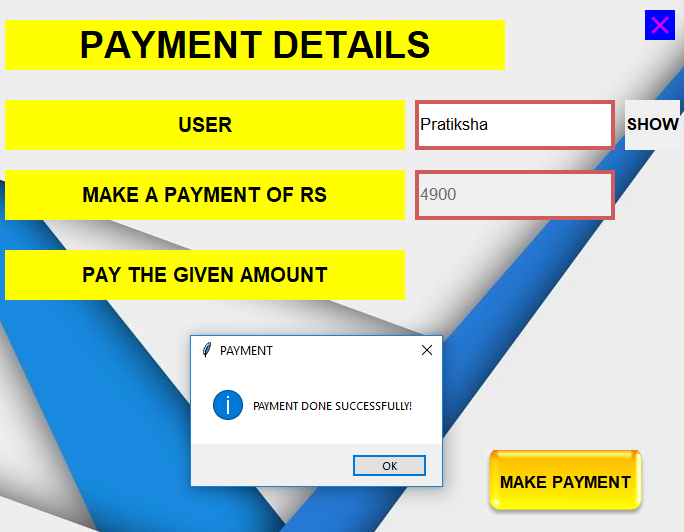 PAYMENT DETAILS
USER
Pratiksha
SHOW
MAKE A PAYMENT OF RS
4900
PAY THE GIVEN AMOUNT
PAYMENT
PAYMENT DONE SUCCESSFULLY!
OK
MAKE PAYMENT